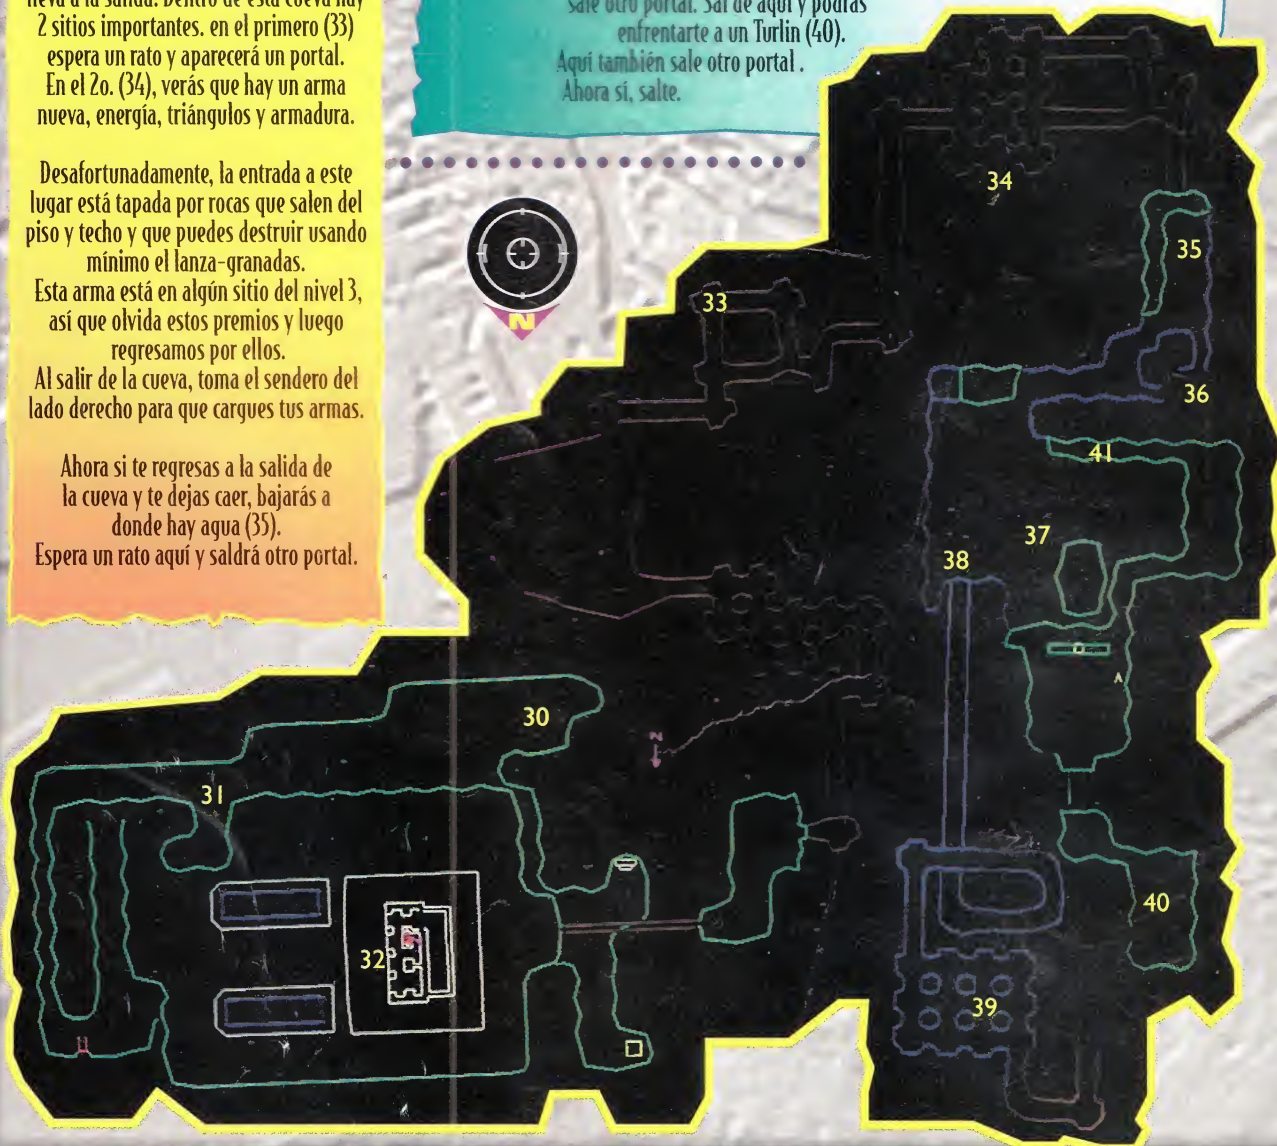 lleva a la salida. Dentro de esta cueva hay
2 sitios importantes. en el primero (33)
espera un rato y aparecerá un portal.
En el 2o. (34), verás que hay un arma
nueva, energía, triángulos y armadura.
Desafortunadamente, la entrada a este
lugar está tapada por rocas que salen del
piso y techo y que puedes destruir usando
mínimo el lanza-granadas.
Esta arma está en algún sitio del nivel 3,
así que olvida estos premios y luego
regresamos por ellos.
Al salir de la cueva, toma el sendero del
lado derecho para que cargues tus armas.
Ahora si te regresas a la salida de
la cueva y te dejas caer, bajarás a
donde hay agua (35).
Espera un rato aquí y saldrá otro portal.
sale otro portal. Sal de aquí y podrás
enfrentarte a un Turlin (40).
Aquí también sale otro portal .
Ahora si, salte.
N
34
35
33
36
41
37
38
30
N
31
40
32
39